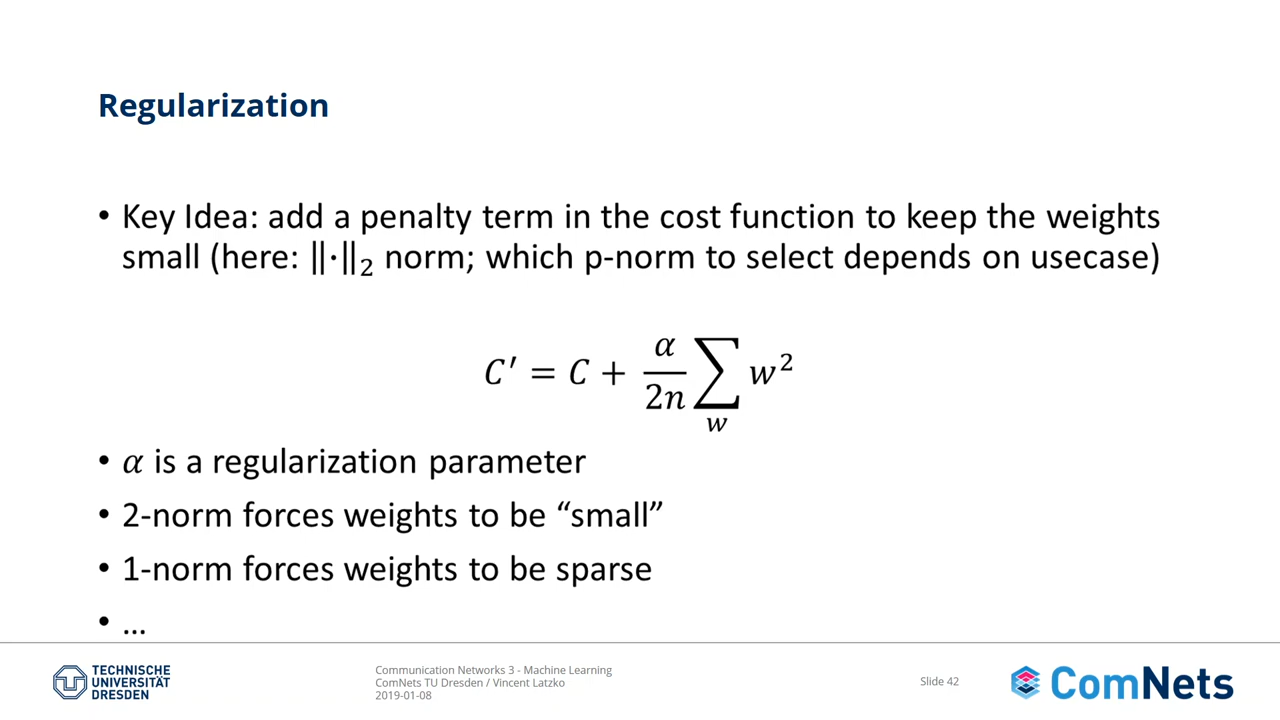 Regularization
• Key Idea: add a penalty term in the cost function to keep the weights
small (here: ‖·‖₂ norm; which p-norm to select depends on usecase)
C′ = C + α/2n ∑_w w²
• α is a regularization parameter
• 2-norm forces weights to be “small”
• 1-norm forces weights to be sparse
• …
TECHNISCHE
UNIVERSITÄT
DRESDEN
Communication Networks 3 - Machine Learning
ComNets TU Dresden / Vincent Latzko
2019-01-08
Slide 42
ComNets